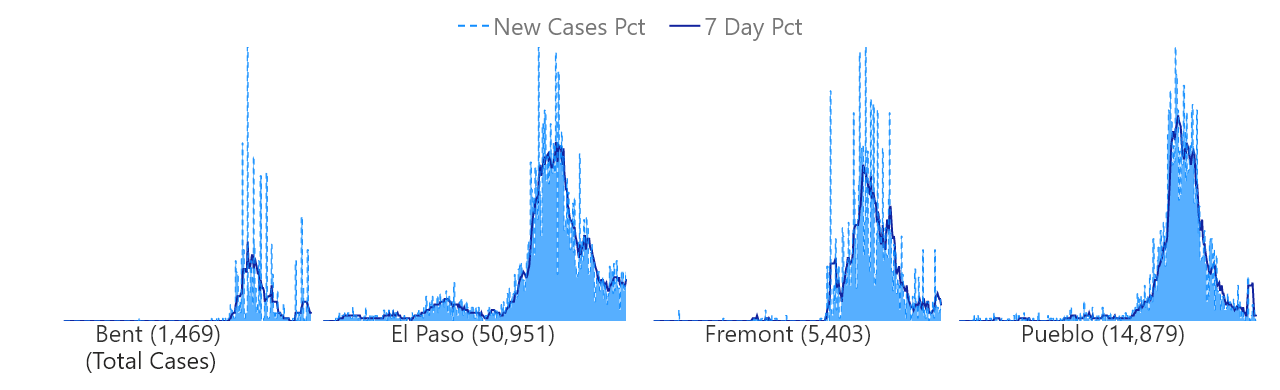 New Cases Pct 7 Day Pct
Bent (1,469) El Paso (50,951) Fremont (5,403) Pueblo (14,879)
(Total Cases)